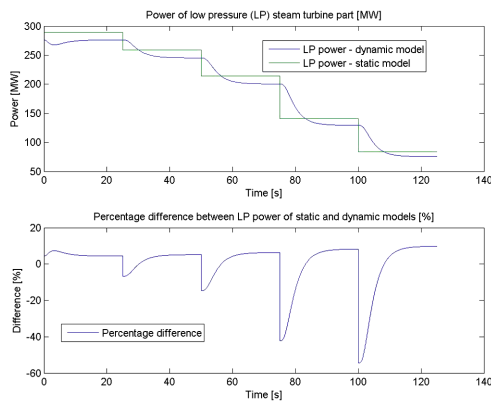 Power of low pressure (LP) steam turbine part [MW]
300
250
200
150
100
50
Power [MW]
LP power - dynamic model
LP power - static model
0 20 40 60 80 100 120 140
Time [s]
Percentage difference between LP power of static and dynamic models [%]
20
0
-20
-40
-60
Difference [%]
Percentage difference
0 20 40 60 80 100 120 140
Time [s]